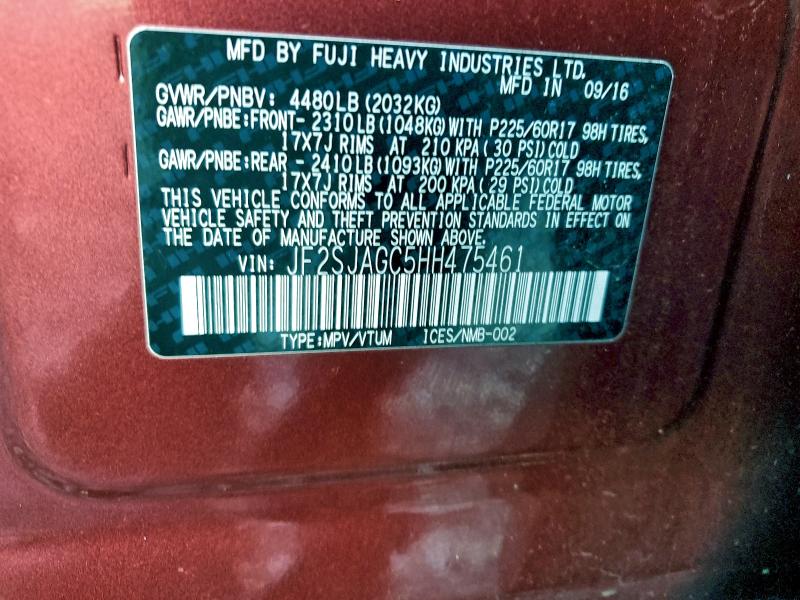 MFD BY FUJI HEAVY INDUSTRIES LTD.
MFD IN 09/16
GVWR/PNBV: 4480LB (2032KG)
GAWR/PNBE:FRONT- 2310LB (1048KG) WITH P225/60R17 98H TIRES,
17X7J RIMS AT 210 KPA (30 PSI) COLD
GAWR/PNBE:REAR - 2410LB (1093KG) WITH P225/60R17 98H TIRES,
17X7J RIMS AT 200 KPA (29 PSI) COLD
THIS VEHICLE CONFORMS TO ALL APPLICABLE FEDERAL MOTOR
VEHICLE SAFETY AND THEFT PREVENTION STANDARDS IN EFFECT ON
THE DATE OF MANUFACTURE SHOWN ABOVE.
VIN: JF2SJAGC5HH475461
TYPE:MPV/VTUM ICES/NMB-002